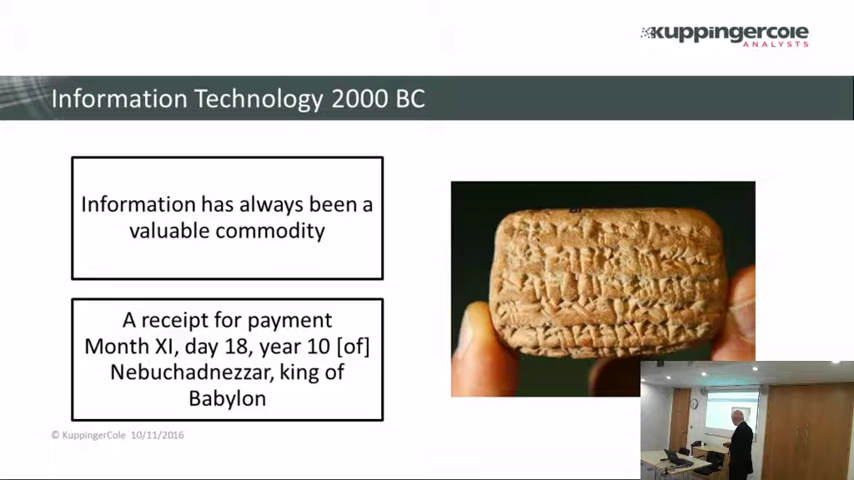 kuppingercole
ANALYSTS
Information Technology 2000 BC
Information has always been a
valuable commodity
A receipt for payment
Month XI, day 18, year 10 [of]
Nebuchadnezzar, king of
Babylon
© KuppingerCole 10/11/2016